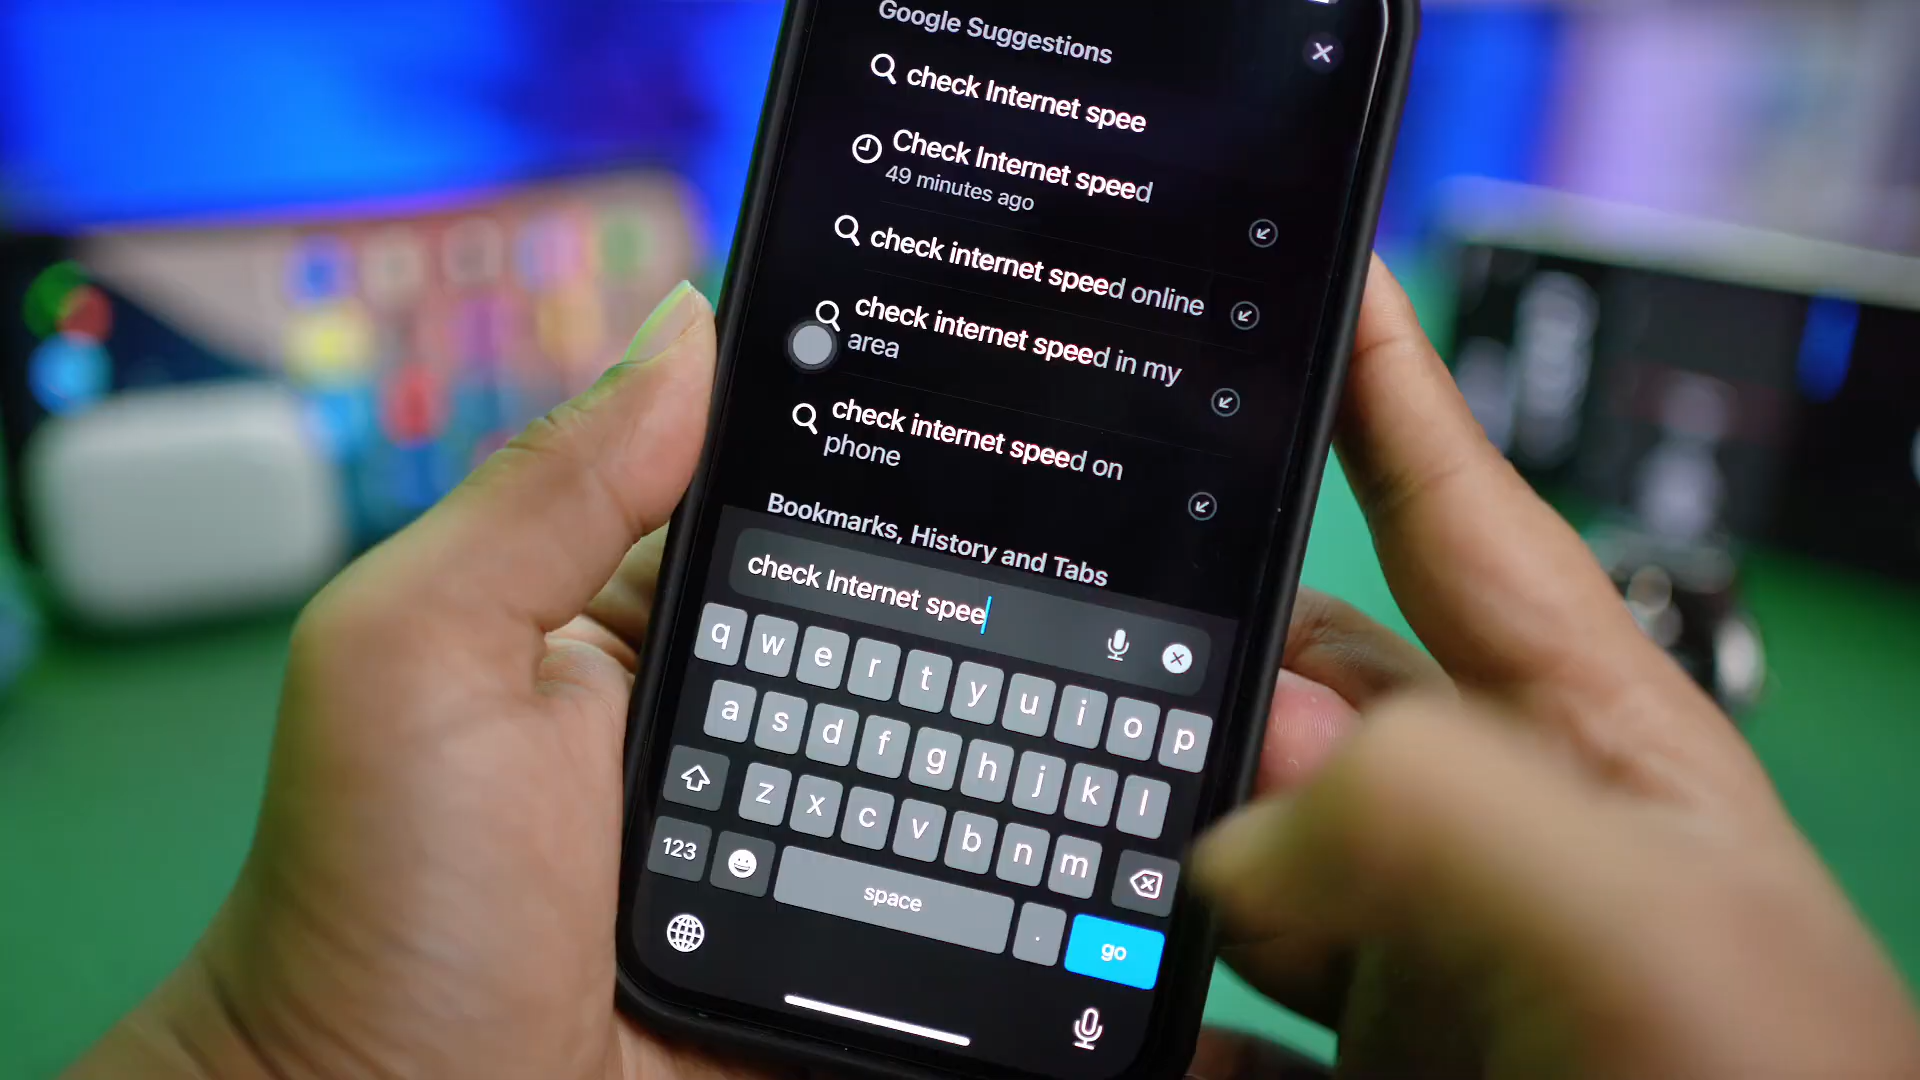 Google Suggestions
check Internet spee
Check Internet speed
49 minutes ago
check internet speed online
check internet speed in my
area
check internet speed on
phone
Bookmarks, History and Tabs
check Internet spee
q w e r t y u i o p
a s d f g h j k l
z x c v b n m
123 space . go